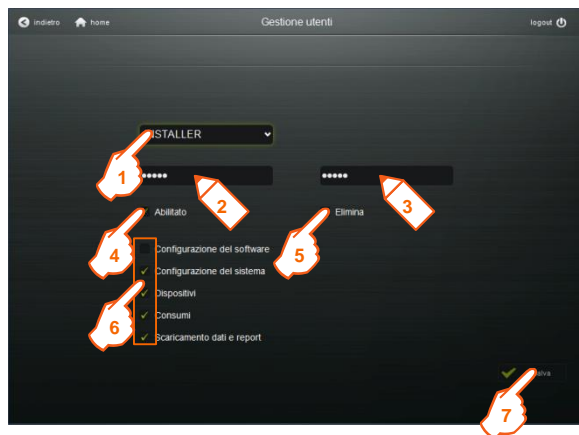 indietro home Gestione utenti logout
INSTALLER
1
••••• •••••
2 3
Abilitato Elimina
4 5
Configurazione del software
Configurazione del sistema
Dispositivi
Consumi
6
Scaricamento dati e report
7